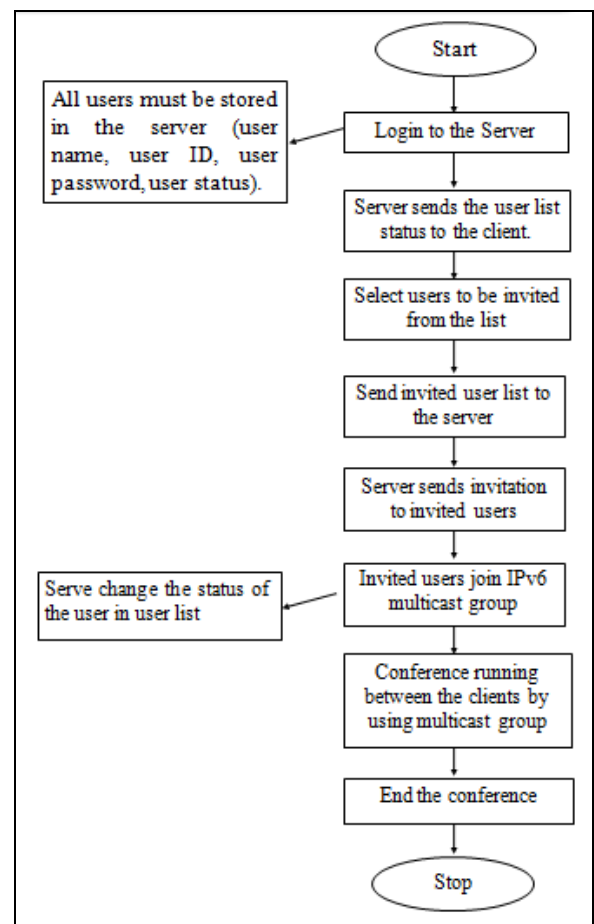 Start
All users must be stored
in the server (user
name, user ID, user
password, user status).
Login to the Server
Server sends the user list
status to the client.
Select users to be invited
from the list
Send invited user list to
the server
Server sends invitation
to invited users
Serve change the status of
the user in user list
Invited users join IPv6
multicast group
Conference running
between the clients by
using multicast group
End the conference
Stop